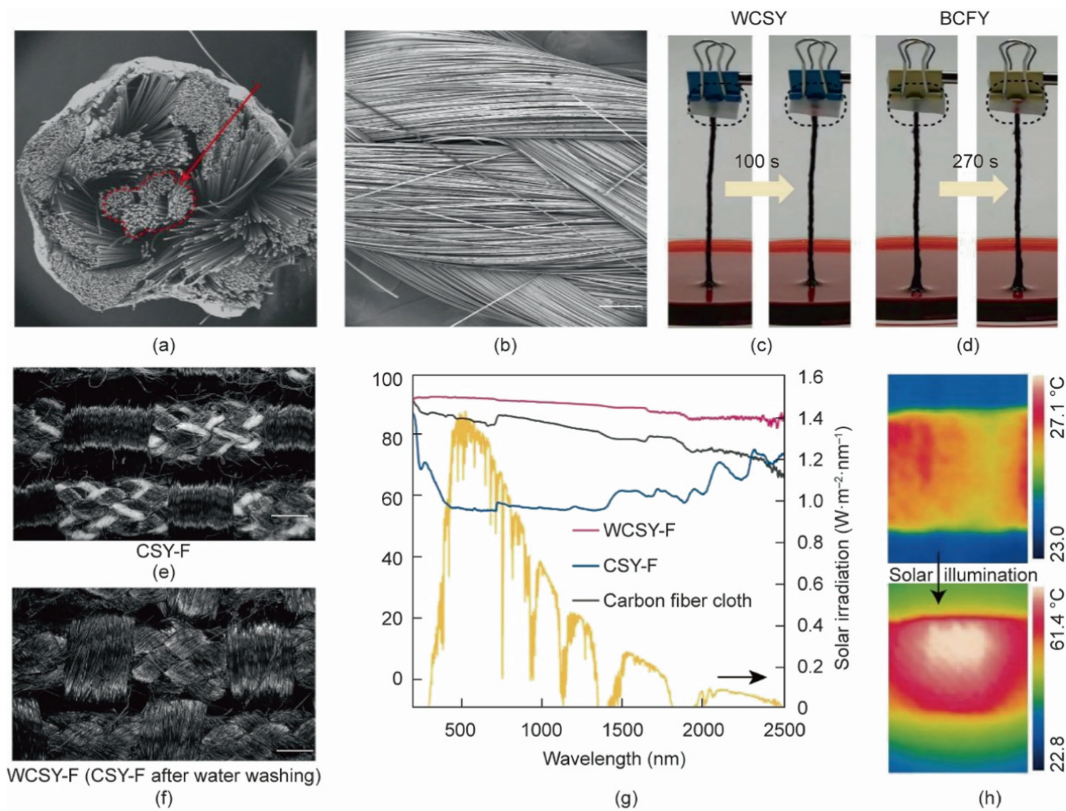 WCSY
BCFY
100 s
270 s
(a)
(b)
(c)
(d)
CSY-F
(e)
WCSY-F (CSY-F after water washing)
(f)
100
80
60
40
20
0
1.6
1.4
1.2
1.0
0.8
0.6
0.4
0.2
0
Solar irradiation (W·m⁻²·nm⁻¹)
WCSY-F
CSY-F
Carbon fiber cloth
500
1000
1500
2000
2500
Wavelength (nm)
(g)
27.1 °C
23.0
Solar illumination
61.4 °C
22.8
(h)